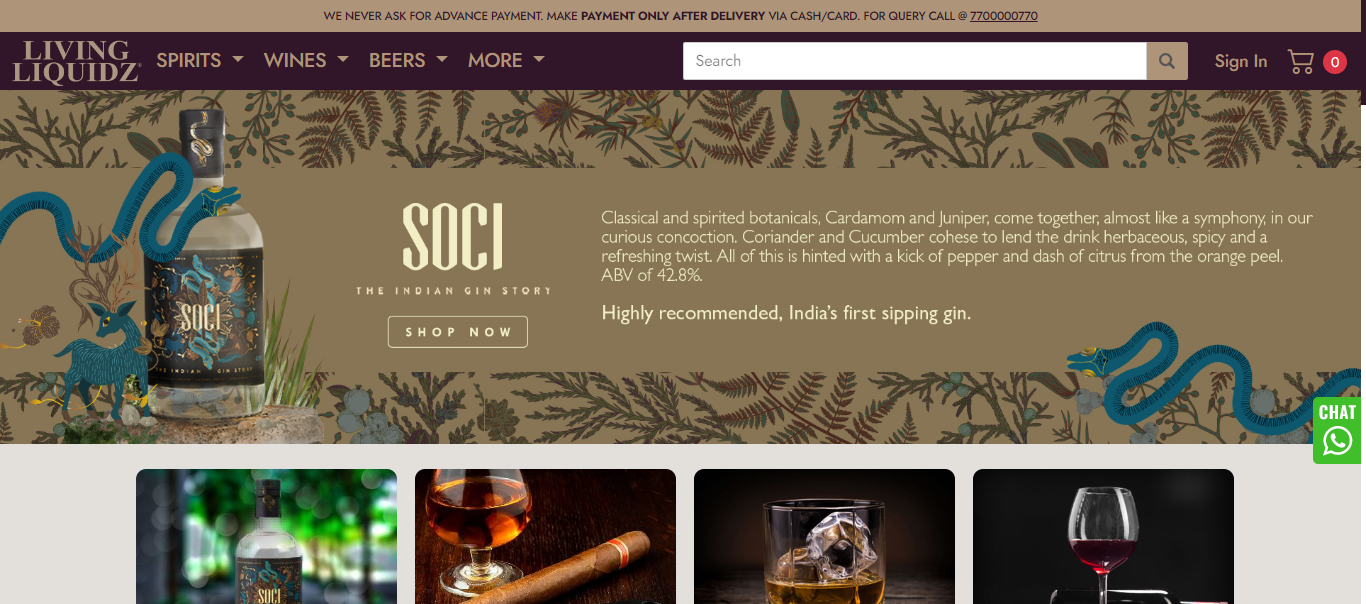 WE NEVER ASK FOR ADVANCE PAYMENT. MAKE PAYMENT ONLY AFTER DELIVERY VIA CASH/CARD. FOR QUERY CALL @ 7700000770
LIVING
LIQUIDZ
SPIRITS WINES BEERS MORE Search Sign In 0
SOCI
THE INDIAN GIN STORY
SHOP NOW
Classical and spirited botanicals, Cardamom and Juniper, come together, almost like a symphony, in our
curious concoction. Coriander and Cucumber cohese to lend the drink herbaceous, spicy and a
refreshing twist. All of this is hinted with a kick of pepper and dash of citrus from the orange peel.
ABV of 42.8%.
Highly recommended, India's first sipping gin.
SOCI
THE INDIAN GIN STORY
CHAT
SOCI